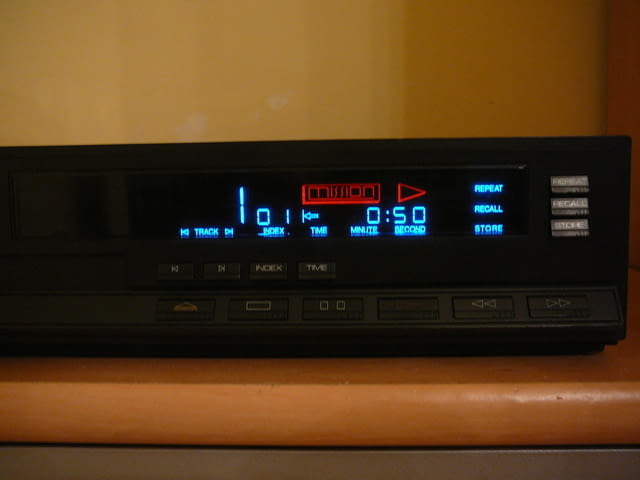 mission
REPEAT
REPEAT
1 01 0:50
RECALL
RECALL
TRACK INDEX TIME MINUTE SECOND
STORE
STORE
INDEX TIME